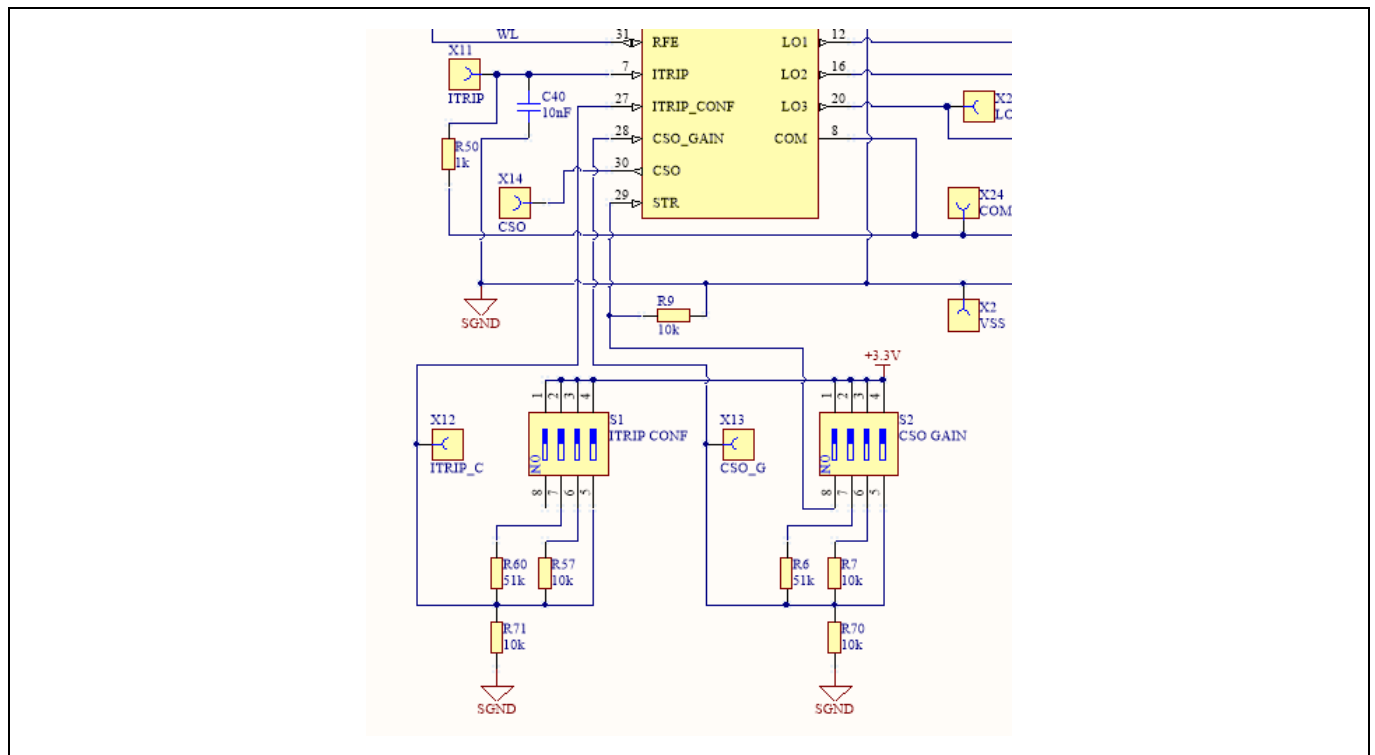 WL
31
RFE
LO1
12
X11
7
ITRIP
LO2
16
ITRIP
C40
10nF
27
ITRIP_CONF
LO3
20
X2
LO
28
CSO_GAIN
COM
8
R50
1k
30
CSO
X14
29
STR
X24
COM
CSO
R9
10k
SGND
X2
VSS
+3.3V
1
2
3
4
1
2
3
4
X12
S1
ITRIP CONF
X13
S2
CSO GAIN
ITRIP_C
ON
CSO_G
ON
8
7
6
5
8
7
6
5
R60
51k
R57
10k
R6
51k
R7
10k
R71
10k
R70
10k
SGND
SGND